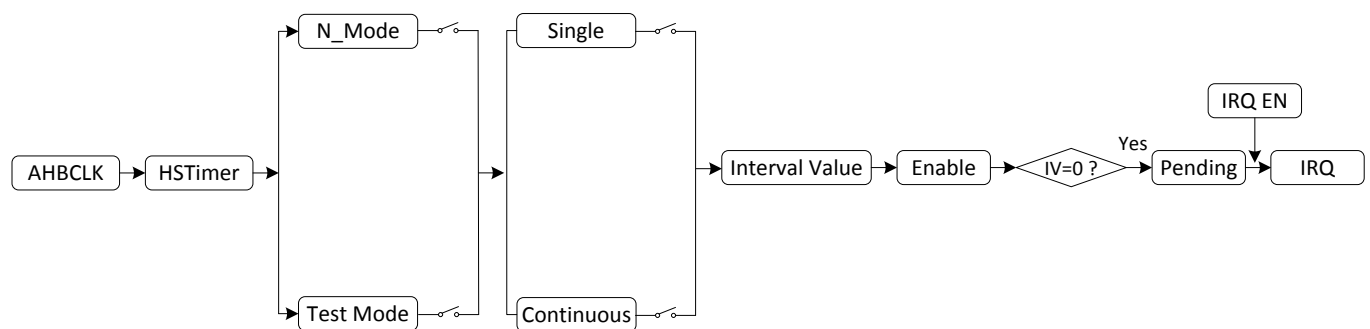 N_Mode
Single
IRQ EN
AHBCLK
HSTimer
Interval Value
Enable
IV=0 ?
Yes
Pending
IRQ
Test Mode
Continuous